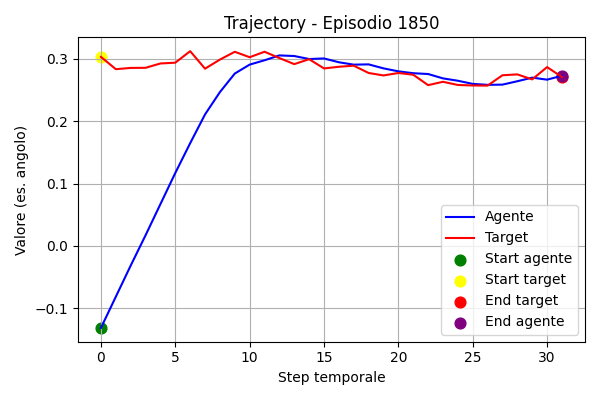 Trajectory - Episodio 1850
Valore (es. angolo)
0.3
0.2
0.1
0.0
−0.1
0
5
10
15
20
25
30
Step temporale
Agente
Target
Start agente
Start target
End target
End agente